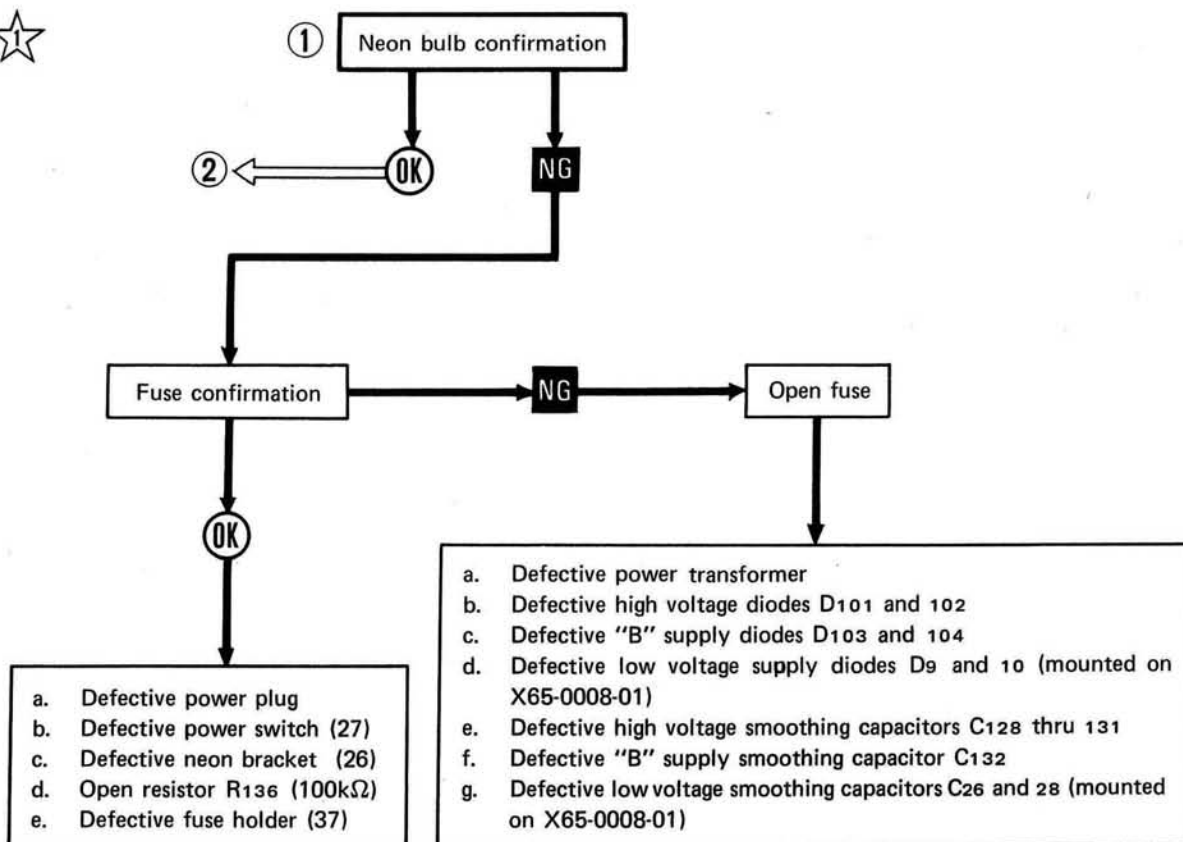 1
① Neon bulb confirmation
② OK NG
Fuse confirmation NG Open fuse
OK
a. Defective power plug
b. Defective power switch (27)
c. Defective neon bracket (26)
d. Open resistor R136 (100kΩ)
e. Defective fuse holder (37)
a. Defective power transformer
b. Defective high voltage diodes D101 and 102
c. Defective "B" supply diodes D103 and 104
d. Defective low voltage supply diodes D9 and 10 (mounted on
X65-0008-01)
e. Defective high voltage smoothing capacitors C128 thru 131
f. Defective "B" supply smoothing capacitor C132
g. Defective low voltage smoothing capacitors C26 and 28 (mounted
on X65-0008-01)